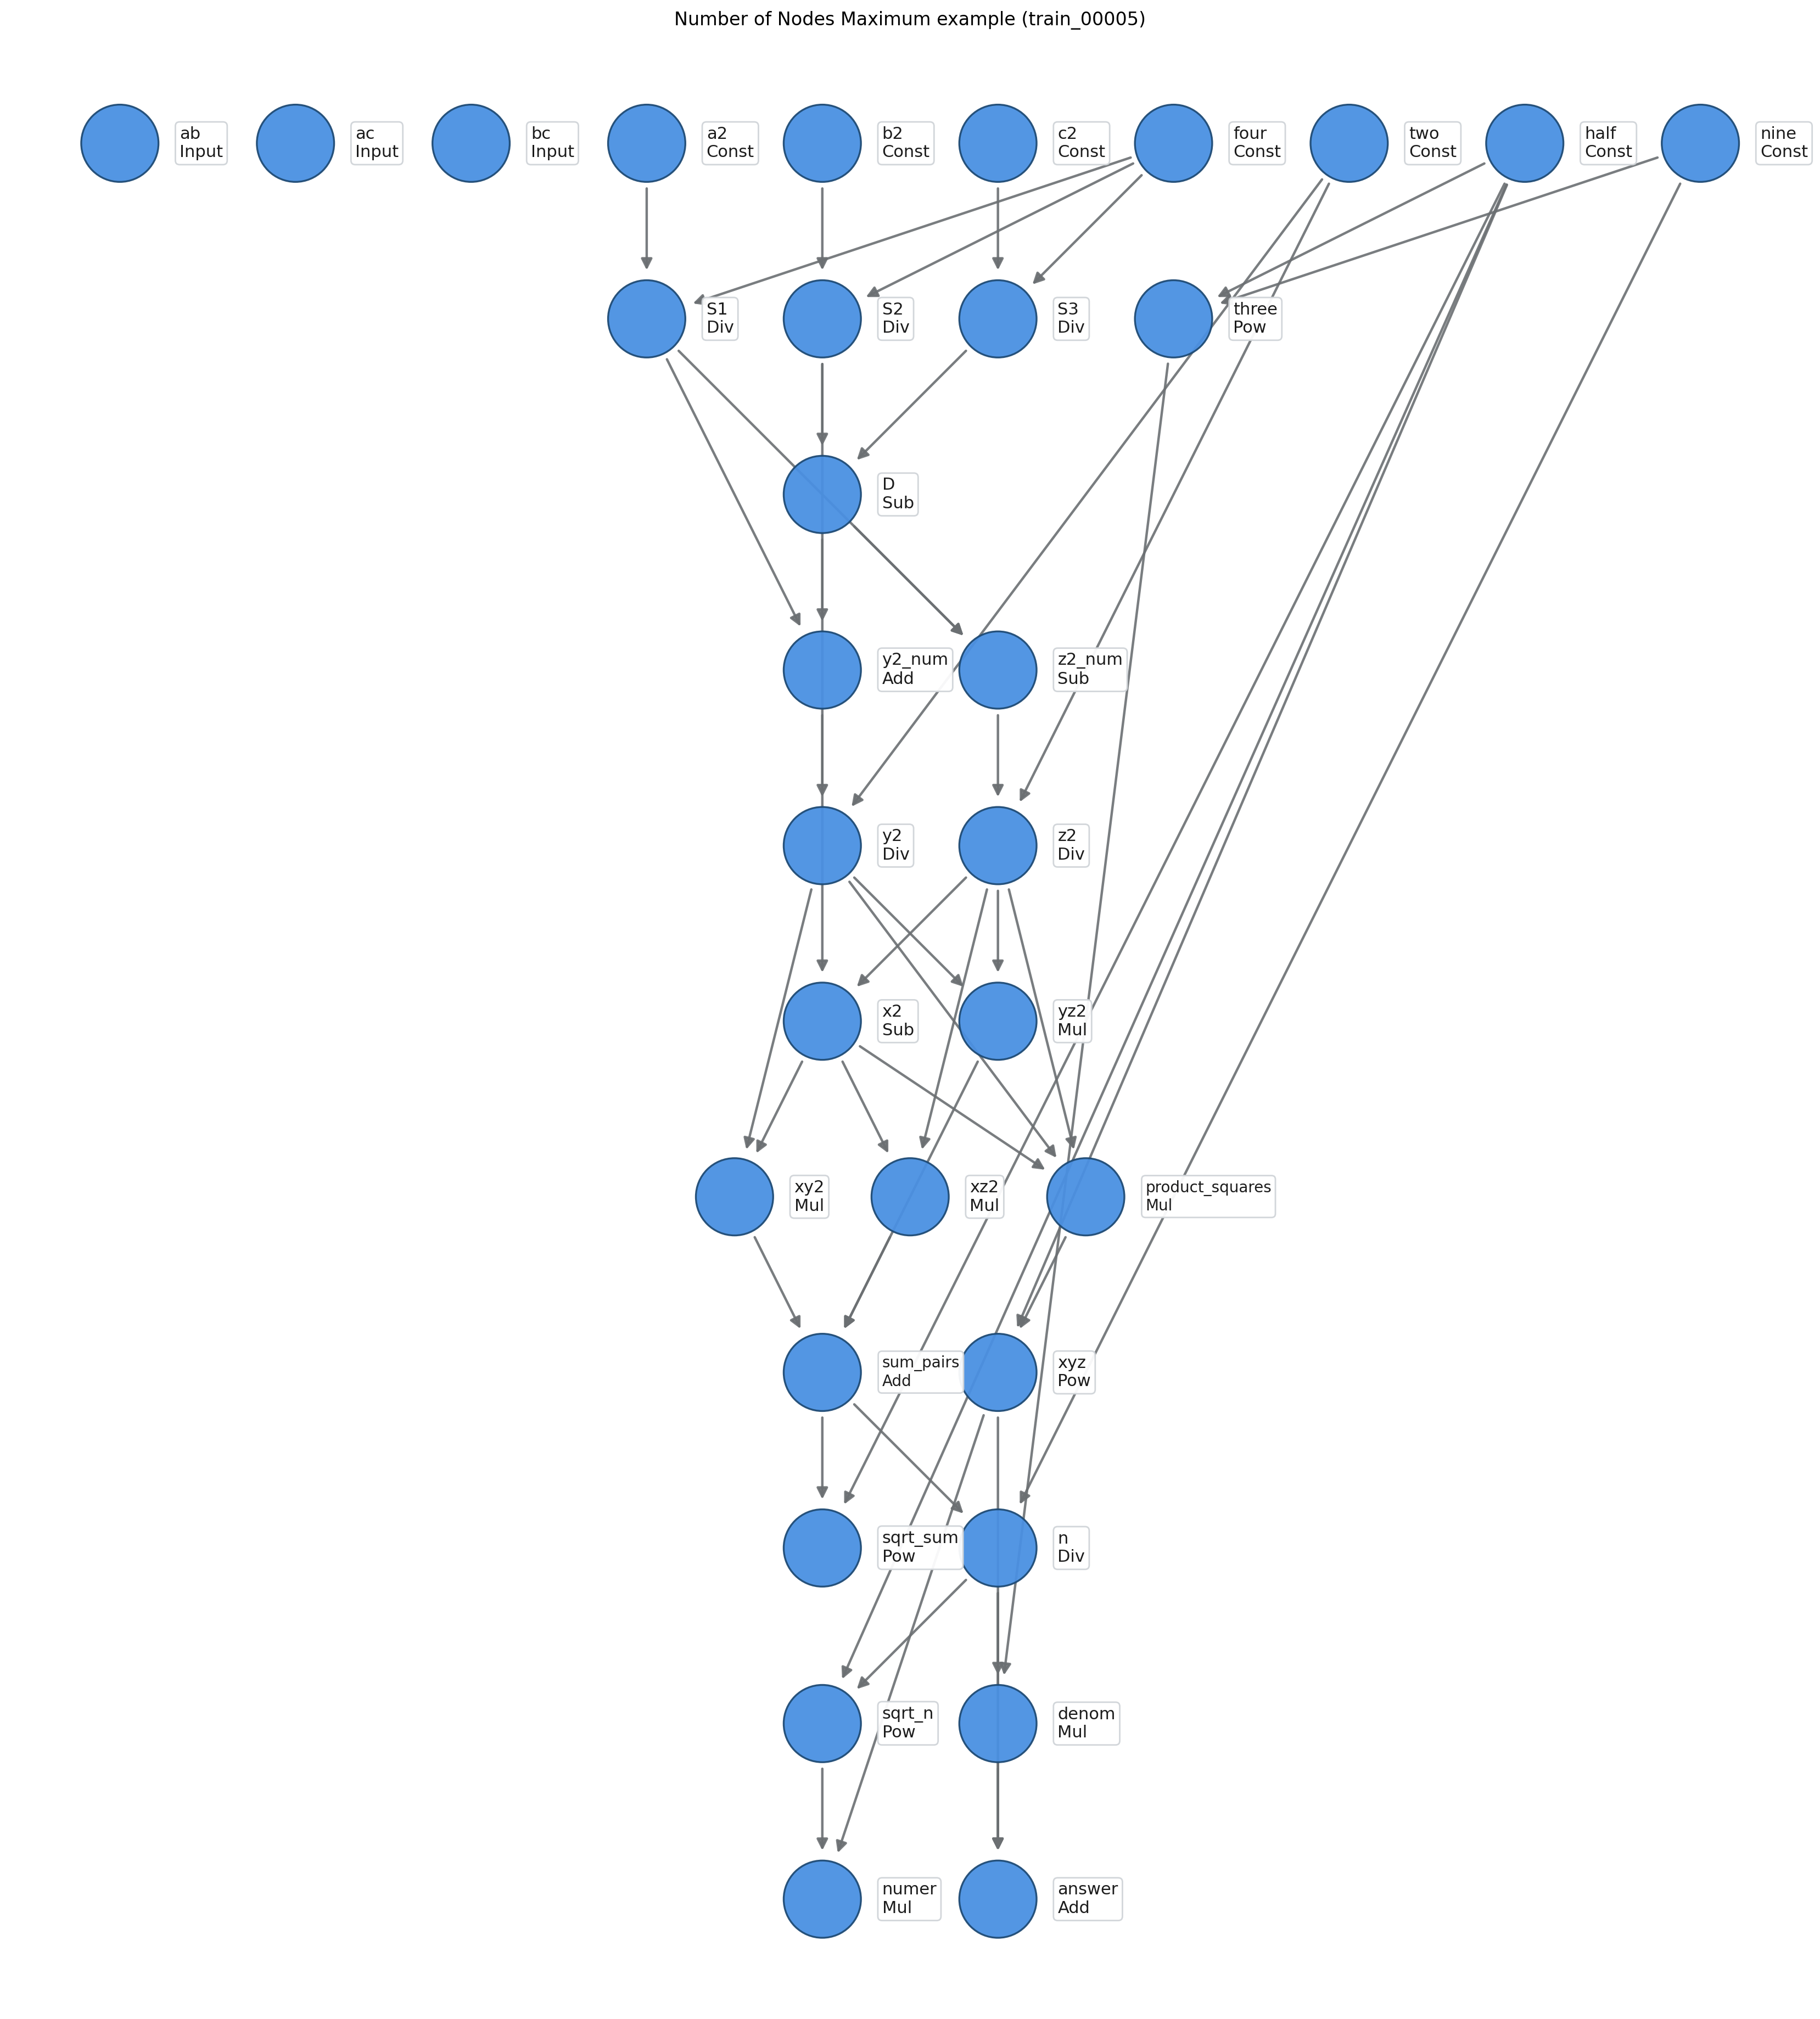 Number of Nodes Maximum example (train_00005)
ab
Input
ac
Input
bc
Input
a2
Const
b2
Const
c2
Const
four
Const
two
Const
half
Const
nine
Const
S1
Div
S2
Div
S3
Div
three
Pow
D
Sub
y2_num
Add
z2_num
Sub
y2
Div
z2
Div
x2
Sub
yz2
Mul
xy2
Mul
xz2
Mul
product_squares
Mul
sum_pairs
Add
xyz
Pow
sqrt_sum
Pow
n
Div
sqrt_n
Pow
denom
Mul
numer
Mul
answer
Add